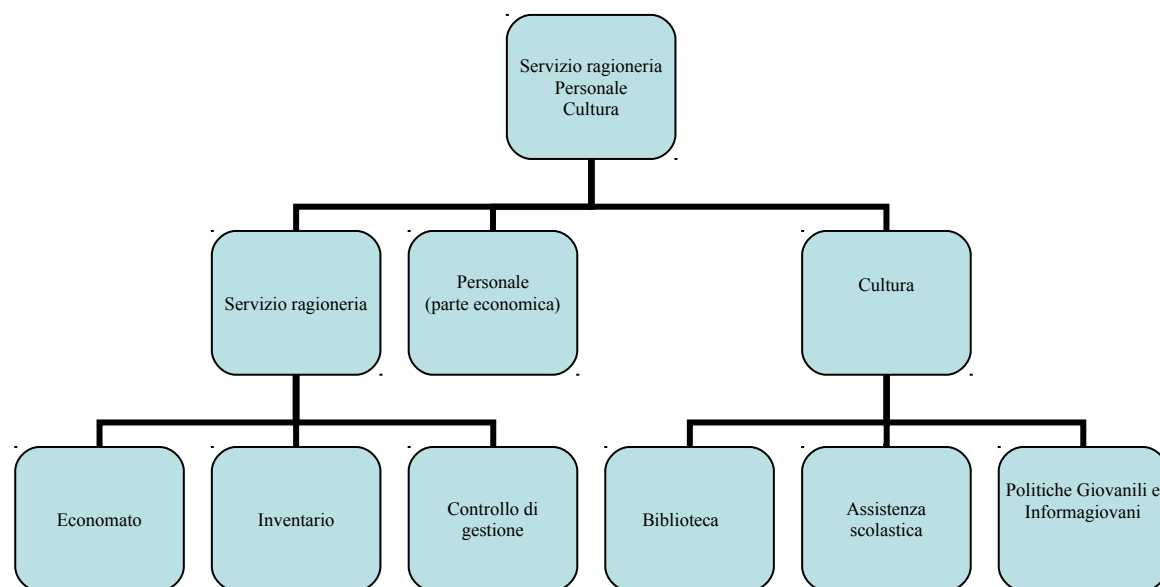 Servizio ragioneria
Personale
Cultura
Servizio ragioneria
Personale
(parte economica)
Cultura
Economato
Inventario
Controllo di
gestione
Biblioteca
Assistenza
scolastica
Politiche Giovanili e
Informagiovani